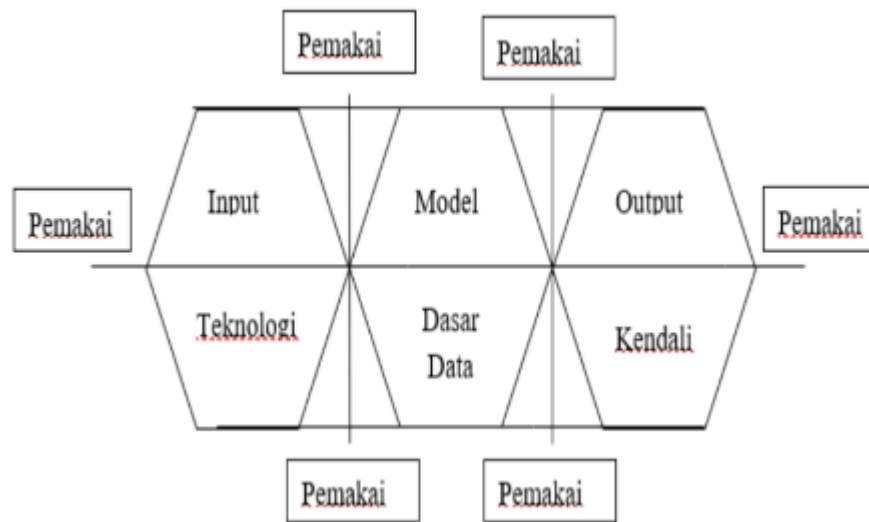 Pemakai
Pemakai
Input
Model
Output
Pemakai
Pemakai
Teknologi
Dasar
Data
Kendali
Pemakai
Pemakai